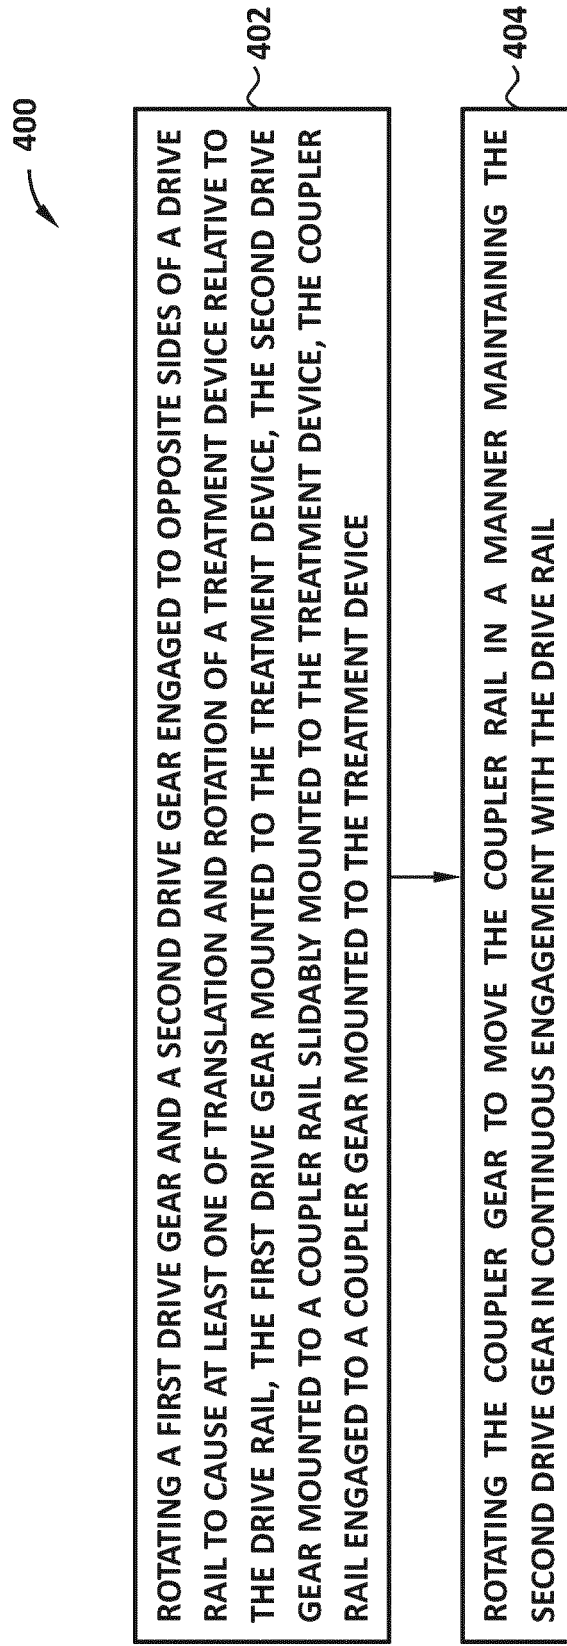 400
402
ROTATING A FIRST DRIVE GEAR AND A SECOND DRIVE GEAR ENGAGED TO OPPOSITE SIDES OF A DRIVE
RAIL TO CAUSE AT LEAST ONE OF TRANSLATION AND ROTATION OF A TREATMENT DEVICE RELATIVE TO
THE DRIVE RAIL, THE FIRST DRIVE GEAR MOUNTED TO THE TREATMENT DEVICE, THE SECOND DRIVE
GEAR MOUNTED TO A COUPLER RAIL SLIDABLY MOUNTED TO THE TREATMENT DEVICE, THE COUPLER
RAIL ENGAGED TO A COUPLER GEAR MOUNTED TO THE TREATMENT DEVICE
404
ROTATING THE COUPLER GEAR TO MOVE THE COUPLER RAIL IN A MANNER MAINTAINING THE
SECOND DRIVE GEAR IN CONTINUOUS ENGAGEMENT WITH THE DRIVE RAIL